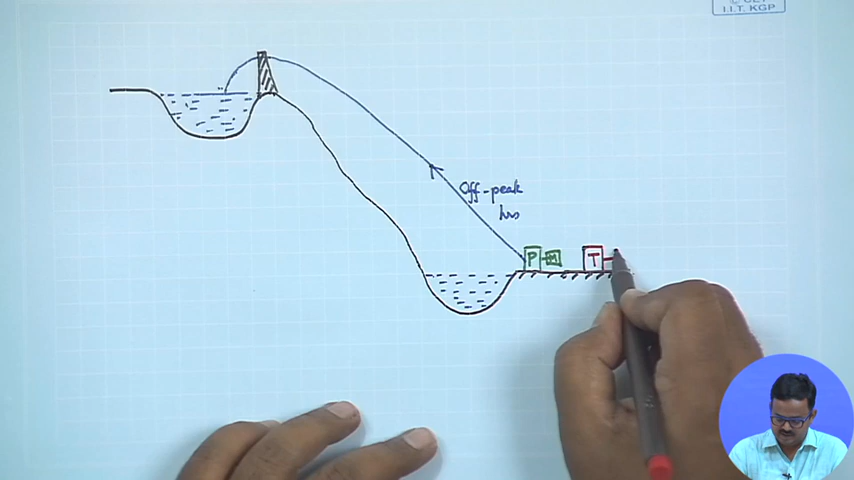 I.I.T. KGP
Off-peak
hrs
P
M
T